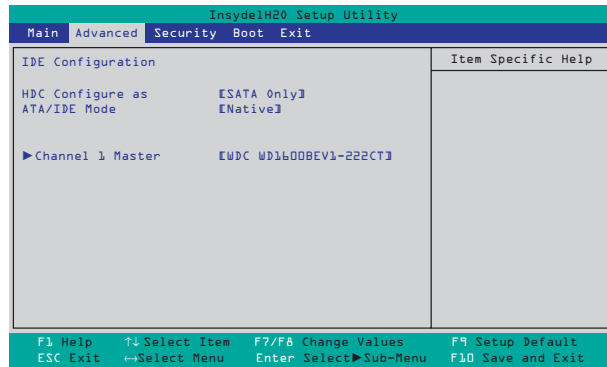 InsydelH20 Setup Utility
Main Advanced Security Boot Exit
IDE Configuration
Item Specific Help
HDC Configure as [SATA Only]
ATA/IDE Mode [Native]
►Channel 1 Master [WDC WD1600BEV1-222CT]
F1 Help ↑↓ Select Item F7/F8 Change Values F9 Setup Default
ESC Exit ↔Select Menu Enter Select►Sub-Menu F10 Save and Exit